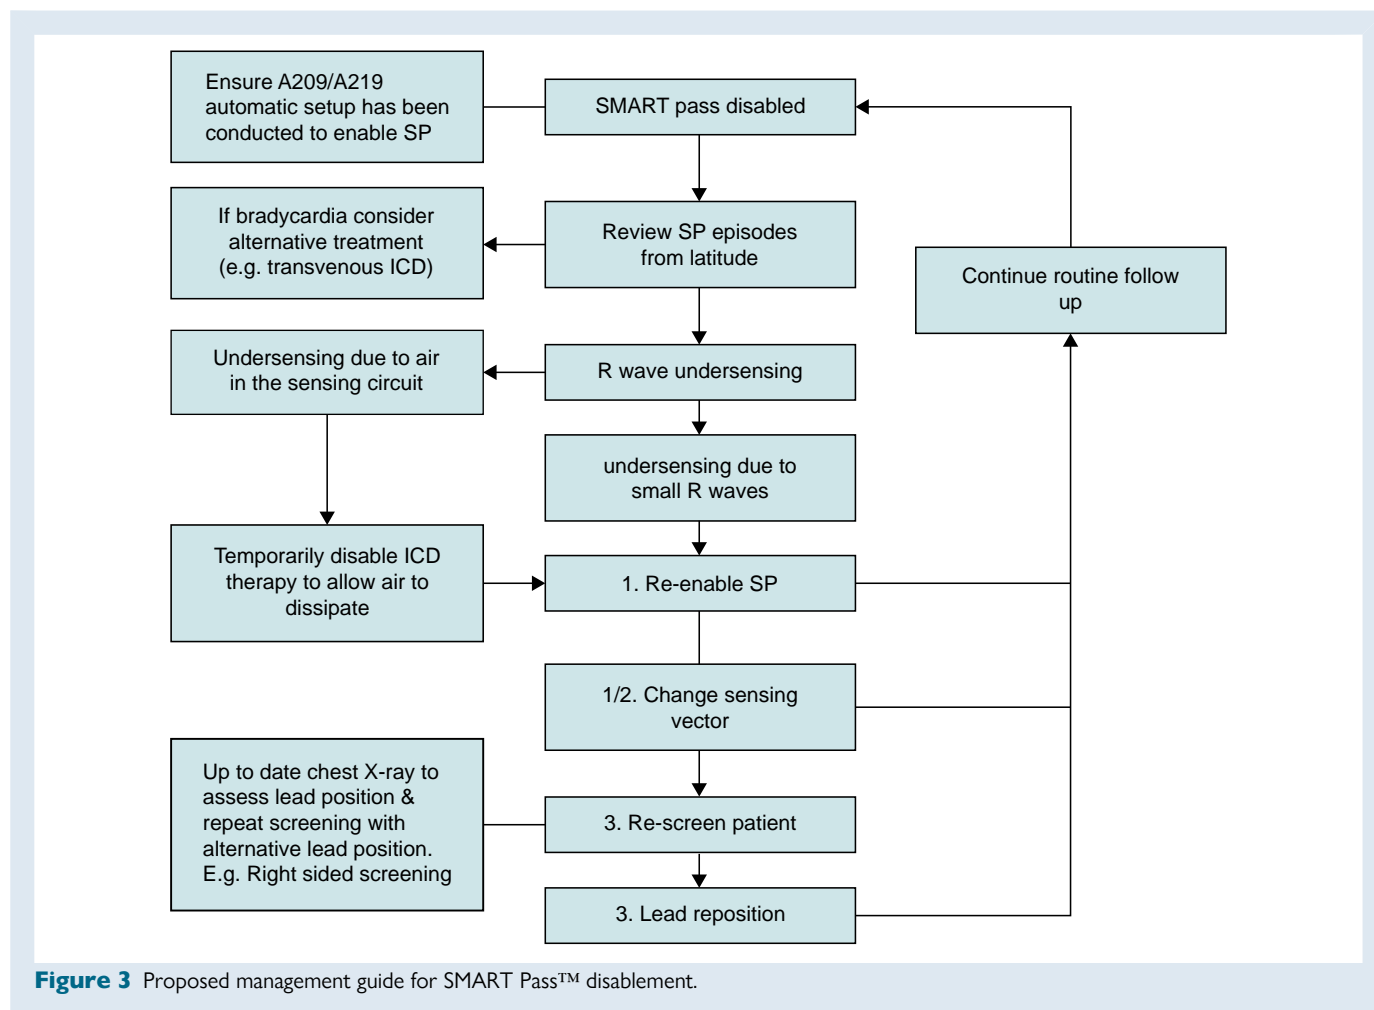 Ensure A209/A219
automatic setup has been
conducted to enable SP
SMART pass disabled
If bradycardia consider
alternative treatment
(e.g. transvenous ICD)
Review SP episodes
from latitude
Continue routine follow
up
Undersensing due to air
in the sensing circuit
R wave undersensing
undersensing due to
small R waves
Temporarily disable ICD
therapy to allow air to
dissipate
1. Re-enable SP
1/2. Change sensing
vector
Up to date chest X-ray to
assess lead position &
repeat screening with
alternative lead position.
E.g. Right sided screening
3. Re-screen patient
3. Lead reposition
Figure 3 Proposed management guide for SMART Pass™ disablement.